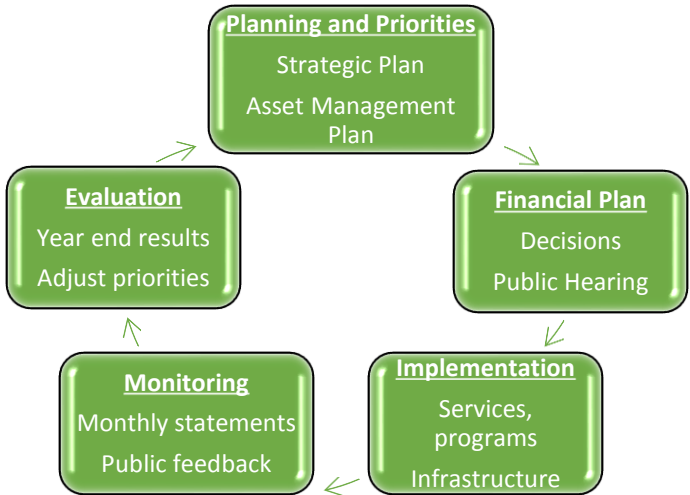 Planning and Priorities
Strategic Plan
Asset Management
Plan
Financial Plan
Decisions
Public Hearing
Implementation
Services,
programs
Infrastructure
Monitoring
Monthly statements
Public feedback
Evaluation
Year end results
Adjust priorities